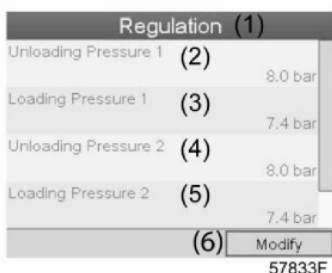 Regulation (1)
Unloading Pressure 1 (2)
8.0 bar
Loading Pressure 1 (3)
7.4 bar
Unloading Pressure 2 (4)
8.0 bar
Loading Pressure 2 (5)
7.4 bar
(6) Modify
57833F